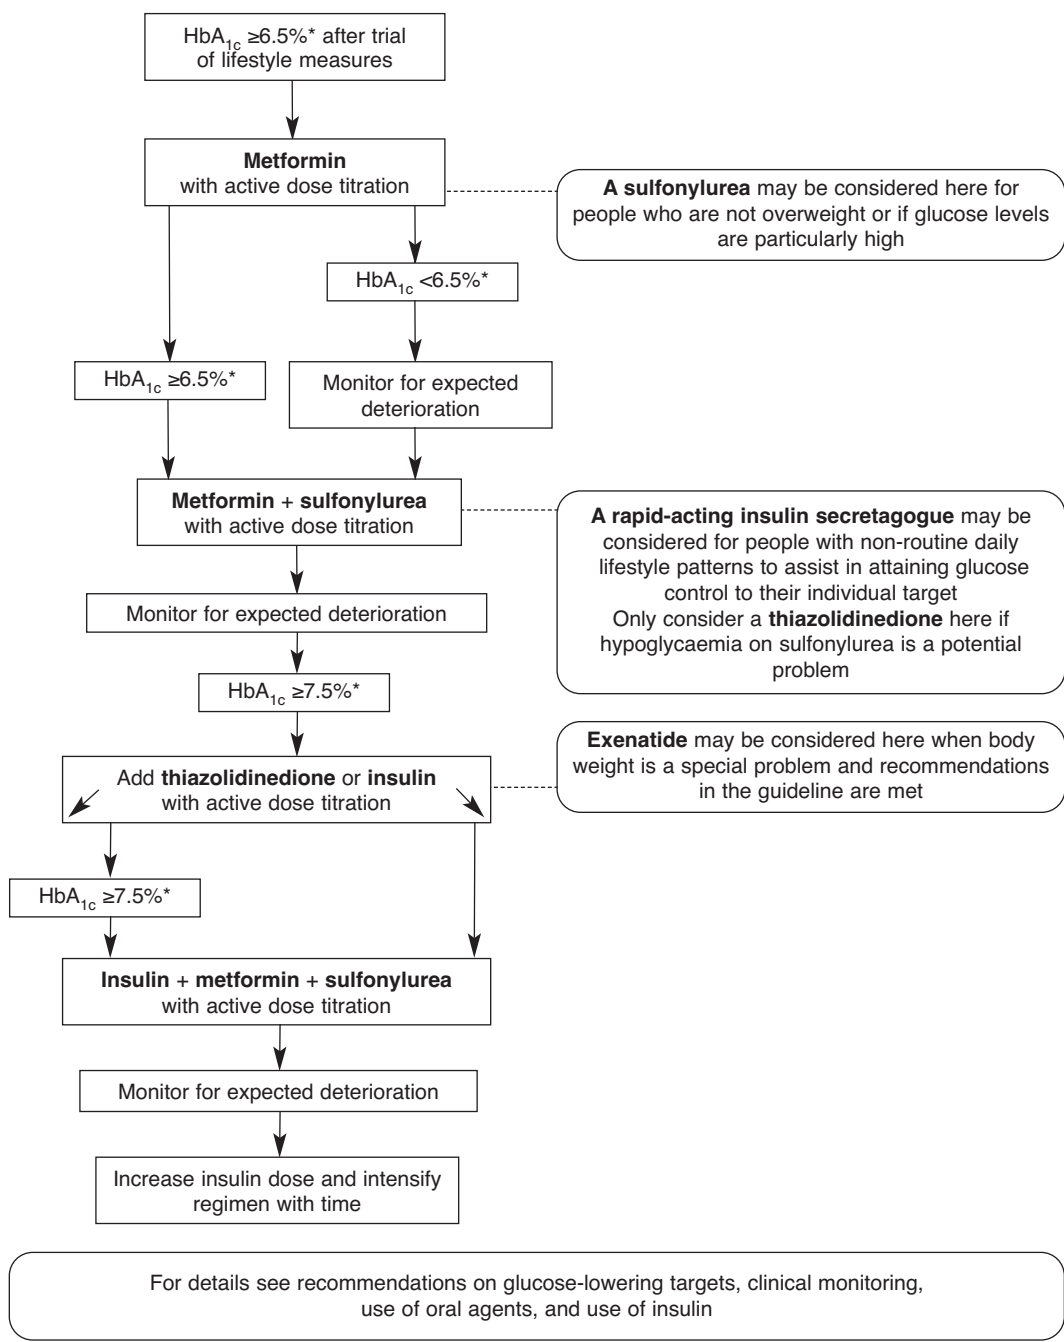 HbA1c ≥6.5%* after trial
of lifestyle measures
Metformin
with active dose titration
A sulfonylurea may be considered here for
people who are not overweight or if glucose levels
are particularly high
HbA1c <6.5%*
HbA1c ≥6.5%*
Monitor for expected
deterioration
Metformin + sulfonylurea
with active dose titration
A rapid-acting insulin secretagogue may be
considered for people with non-routine daily
lifestyle patterns to assist in attaining glucose
control to their individual target
Only consider a thiazolidinedione here if
hypoglycaemia on sulfonylurea is a potential
problem
Monitor for expected deterioration
HbA1c ≥7.5%*
Add thiazolidinedione or insulin
with active dose titration
Exenatide may be considered here when body
weight is a special problem and recommendations
in the guideline are met
HbA1c ≥7.5%*
Insulin + metformin + sulfonylurea
with active dose titration
Monitor for expected deterioration
Increase insulin dose and intensify
regimen with time
For details see recommendations on glucose-lowering targets, clinical monitoring,
use of oral agents, and use of insulin